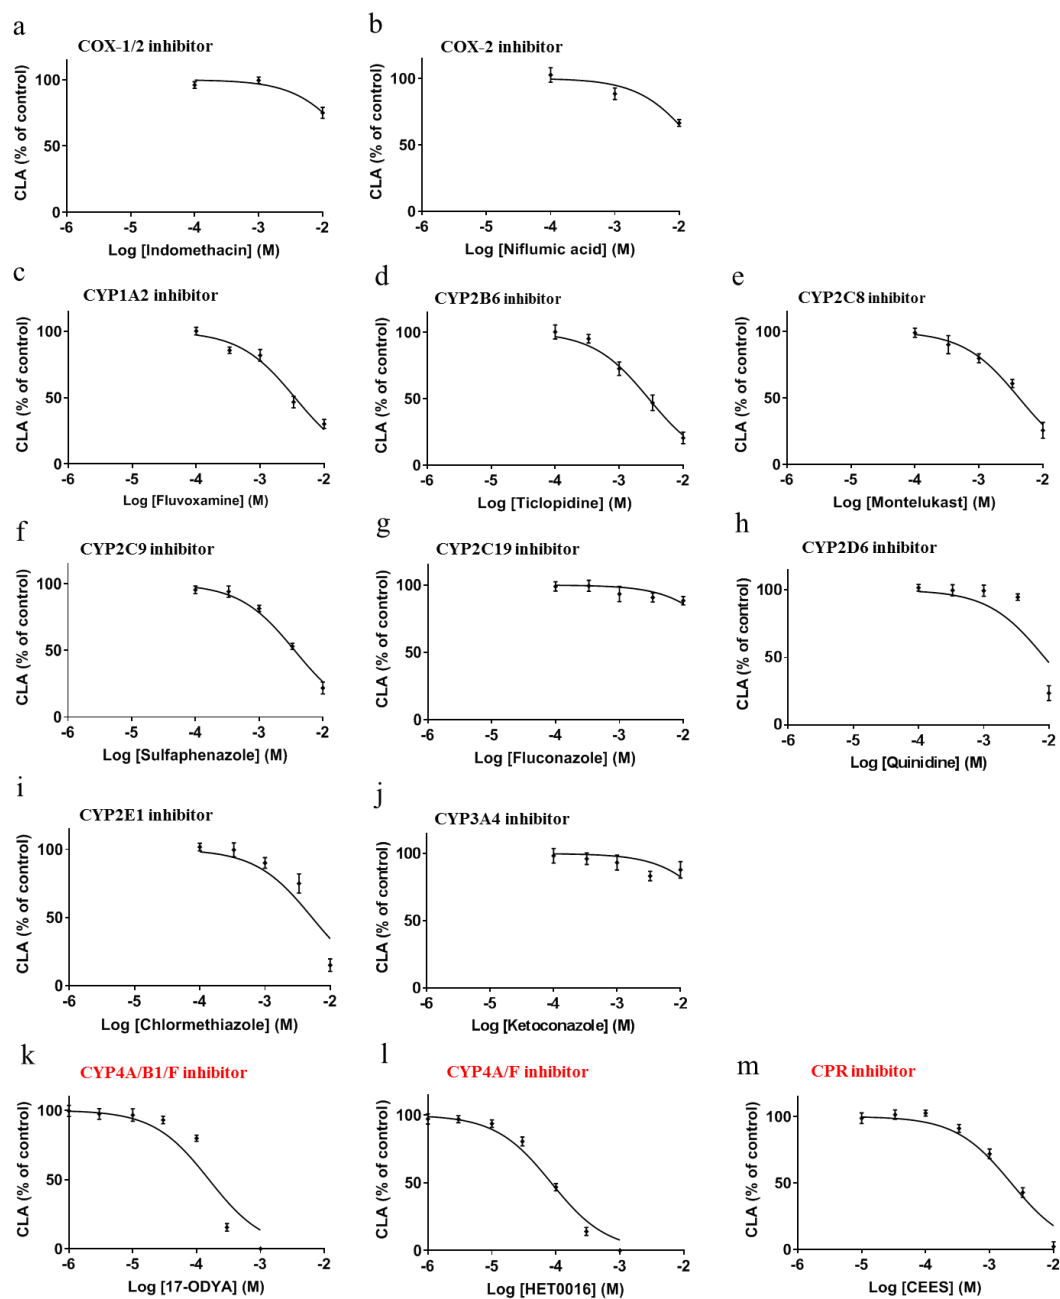 a
COX-1/2 inhibitor
CLA (% of control)
100
50
0
-6 -5 -4 -3 -2
Log [Indomethacin] (M)
b
COX-2 inhibitor
CLA (% of control)
100
50
0
-6 -5 -4 -3 -2
Log [Niflumic acid] (M)
c
CYP1A2 inhibitor
CLA (% of control)
100
50
0
-6 -5 -4 -3 -2
Log [Fluvoxamine] (M)
d
CYP2B6 inhibitor
CLA (% of control)
100
50
0
-6 -5 -4 -3 -2
Log [Ticlopidine] (M)
e
CYP2C8 inhibitor
CLA (% of control)
100
50
0
-6 -5 -4 -3 -2
Log [Montelukast] (M)
f
CYP2C9 inhibitor
CLA (% of control)
100
50
0
-6 -5 -4 -3 -2
Log [Sulfaphenazole] (M)
g
CYP2C19 inhibitor
CLA (% of control)
100
50
0
-6 -5 -4 -3 -2
Log [Fluconazole] (M)
h
CYP2D6 inhibitor
CLA (% of control)
100
50
0
-6 -5 -4 -3 -2
Log [Quinidine] (M)
i
CYP2E1 inhibitor
CLA (% of control)
100
50
0
-6 -5 -4 -3 -2
Log [Chlormethiazole] (M)
j
CYP3A4 inhibitor
CLA (% of control)
100
50
0
-6 -5 -4 -3 -2
Log [Ketoconazole] (M)
k
CYP4A/B1/F inhibitor
CLA (% of control)
100
50
0
-6 -5 -4 -3 -2
Log [17-ODYA] (M)
l
CYP4A/F inhibitor
CLA (% of control)
100
50
0
-6 -5 -4 -3 -2
Log [HET0016] (M)
m
CPR inhibitor
CLA (% of control)
100
50
0
-6 -5 -4 -3 -2
Log [CEES] (M)